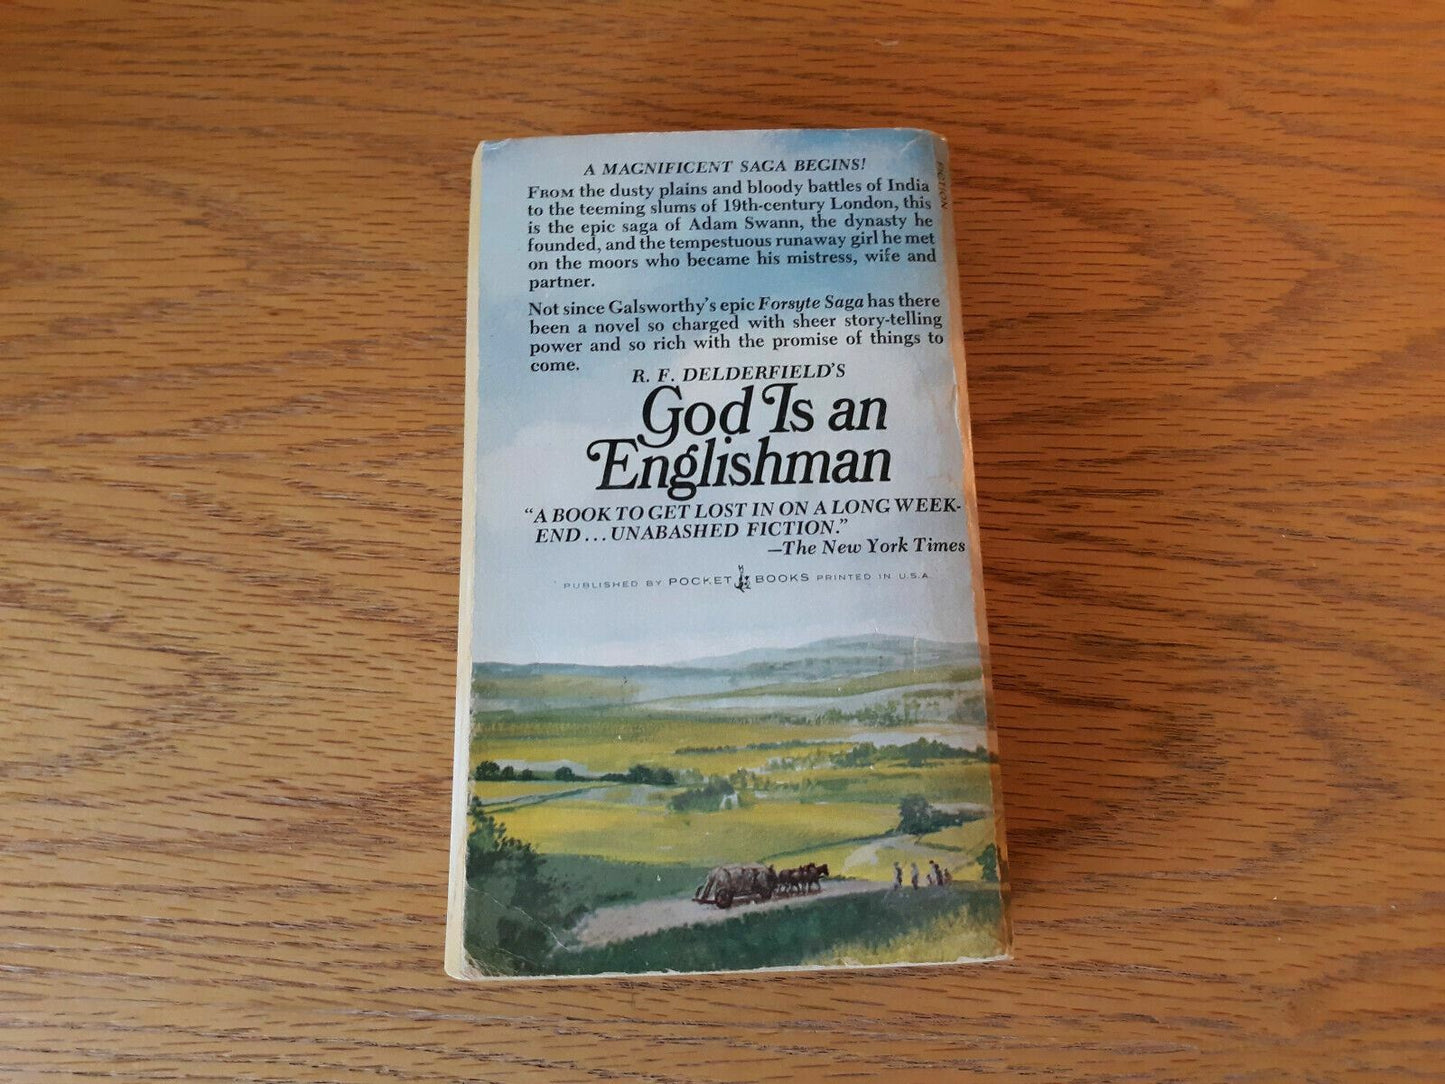 A MAGNIFICENT SAGA BEGINS!
FROM the dusty plains and bloody battles of India
to the teeming slums of 19th-century London, this
is the epic saga of Adam Swann, the dynasty he
founded, and the tempestuous runaway girl he met
on the moors who became his mistress, wife and
partner.
Not since Galsworthy's epic Forsyte Saga has there
been a novel so charged with sheer story-telling
power and so rich with the promise of things to
come.
R. F. DELDERFIELD'S
God Is an
Englishman
"A BOOK TO GET LOST IN ON A LONG WEEK-
END...UNABASHED FICTION."
—The New York Times
PUBLISHED BY POCKET BOOKS PRINTED IN U.S.A.
FICTION